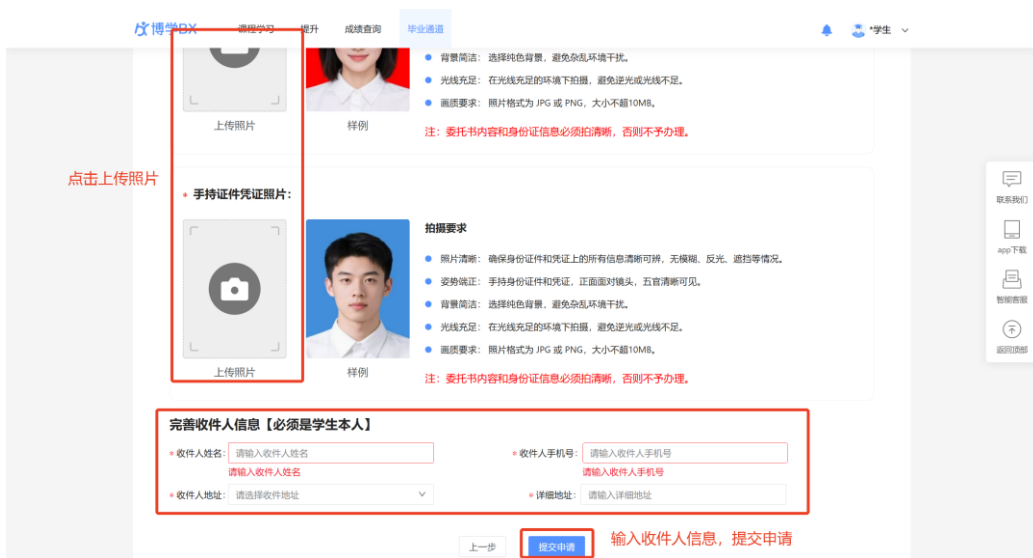 博学BX 课程学习 提升 成绩查询 毕业通道 *学生
背景简洁：选择纯色背景，避免杂乱环境干扰。
光线充足：在光线充足的环境下拍摄，避免逆光或光线不足。
画质要求：照片格式为 JPG 或 PNG，大小不超10MB。
上传照片 样例
注：委托书内容和身份证信息必须拍清晰，否则不予办理。
点击上传照片
* 手持证件凭证照片：
拍摄要求
照片清晰：确保身份证件和凭证上的所有信息清晰可辨，无模糊、反光、遮挡等情况。
姿势端正：手持身份证件和凭证，正面面对镜头，五官清晰可见。
背景简洁：选择纯色背景，避免杂乱环境干扰。
光线充足：在光线充足的环境下拍摄，避免逆光或光线不足。
画质要求：照片格式为 JPG 或 PNG，大小不超10MB。
上传照片 样例
注：委托书内容和身份证信息必须拍清晰，否则不予办理。
联系我们
app下载
智能客服
返回顶部
完善收件人信息【必须是学生本人】
* 收件人姓名： 请输入收件人姓名 * 收件人手机号： 请输入收件人手机号
请输入收件人姓名 请输入收件人手机号
* 收件人地址： 请选择收件地址 * 详细地址： 请输入详细地址
上一步 提交申请 输入收件人信息，提交申请